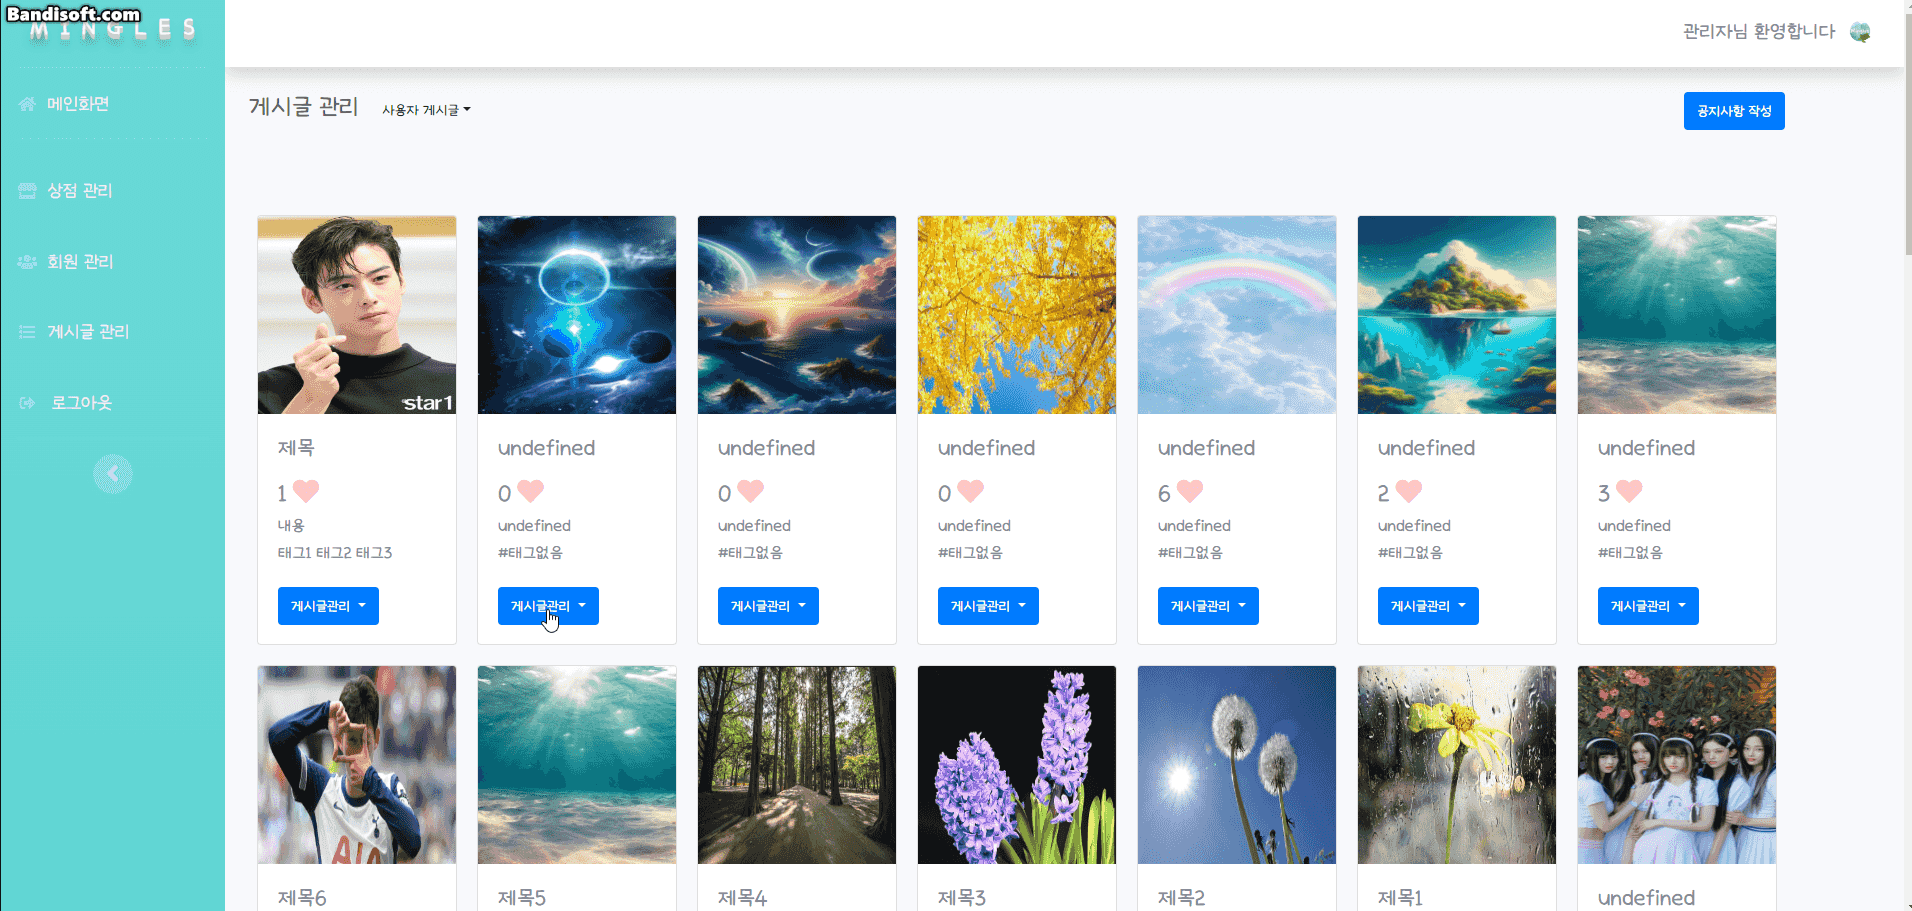 Bandisoft.com
MINGLES
관리자님 환영합니다
메인화면
상점 관리
회원 관리
게시글 관리
로그아웃
게시글 관리 사용자 게시글
공지사항 작성
star1
제목 undefined undefined undefined undefined undefined undefined
1 0 0 0 6 2 3
내용 undefined undefined undefined undefined undefined undefined
태그1 태그2 태그3 #태그없음 #태그없음 #태그없음 #태그없음 #태그없음 #태그없음
게시글관리 게시글관리 게시글관리 게시글관리 게시글관리 게시글관리 게시글관리
AIA
제목6 제목5 제목4 제목3 제목2 제목1 undefined